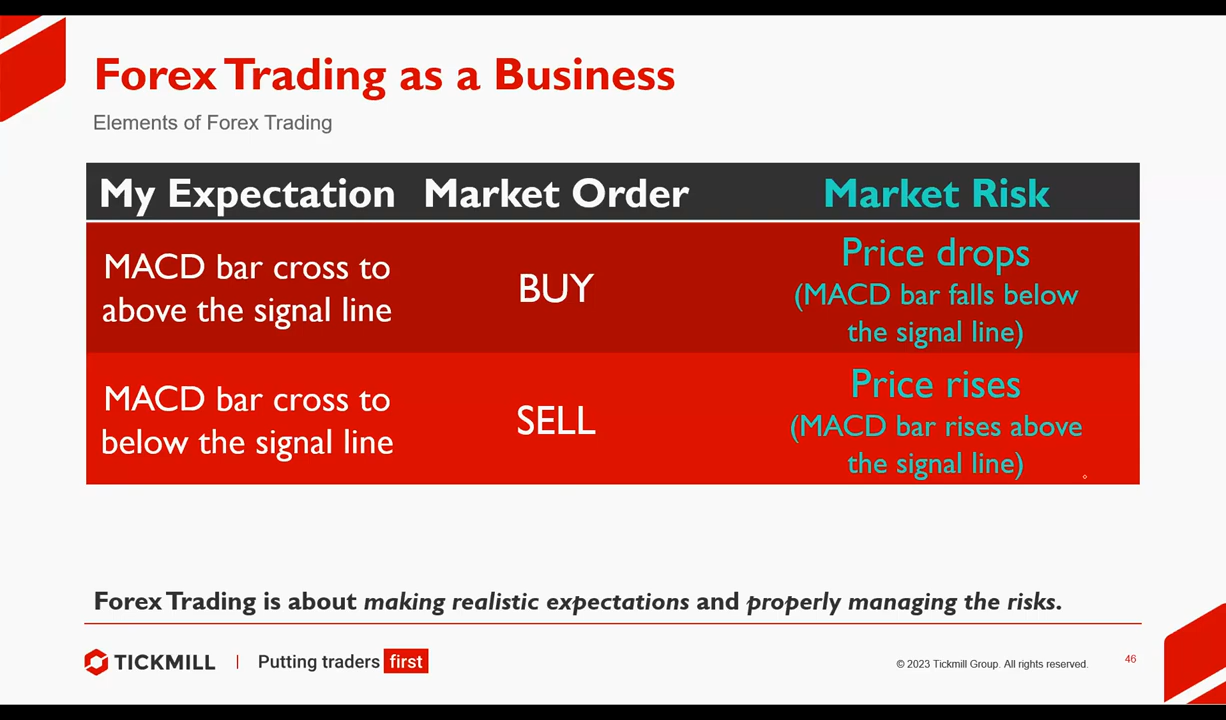 Forex Trading as a Business
Elements of Forex Trading
My Expectation Market Order Market Risk
MACD bar cross to
above the signal line
BUY
Price drops
(MACD bar falls below
the signal line)
MACD bar cross to
below the signal line
SELL
Price rises
(MACD bar rises above
the signal line)
Forex Trading is about making realistic expectations and properly managing the risks.
TICKMILL | Putting traders first
© 2023 Tickmill Group. All rights reserved.
46